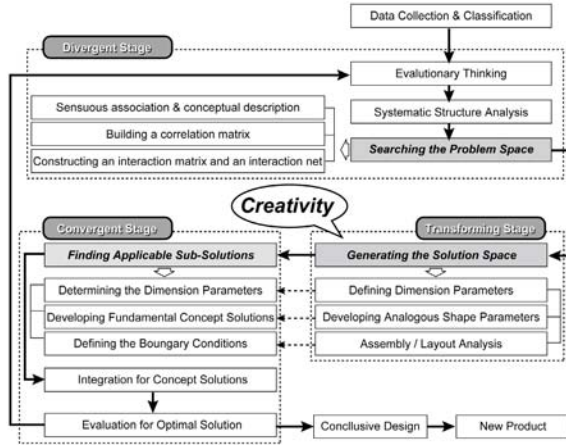 Data Collection & Classification
Divergent Stage
Evalutionary Thinking
Sensuous association & conceptual description
Systematic Structure Analysis
Building a correlation matrix
Constructing an interaction matrix and an interaction net
Searching the Problem Space
Creativity
Convergent Stage
Transforming Stage
Finding Applicable Sub-Solutions
Generating the Solution Space
Determining the Dimension Parameters
Defining Dimension Parameters
Developing Fundamental Concept Solutions
Developing Analogous Shape Parameters
Defining the Boungary Conditions
Assembly / Layout Analysis
Integration for Concept Solutions
Evaluation for Optimal Solution
Concllusive Design
New Product